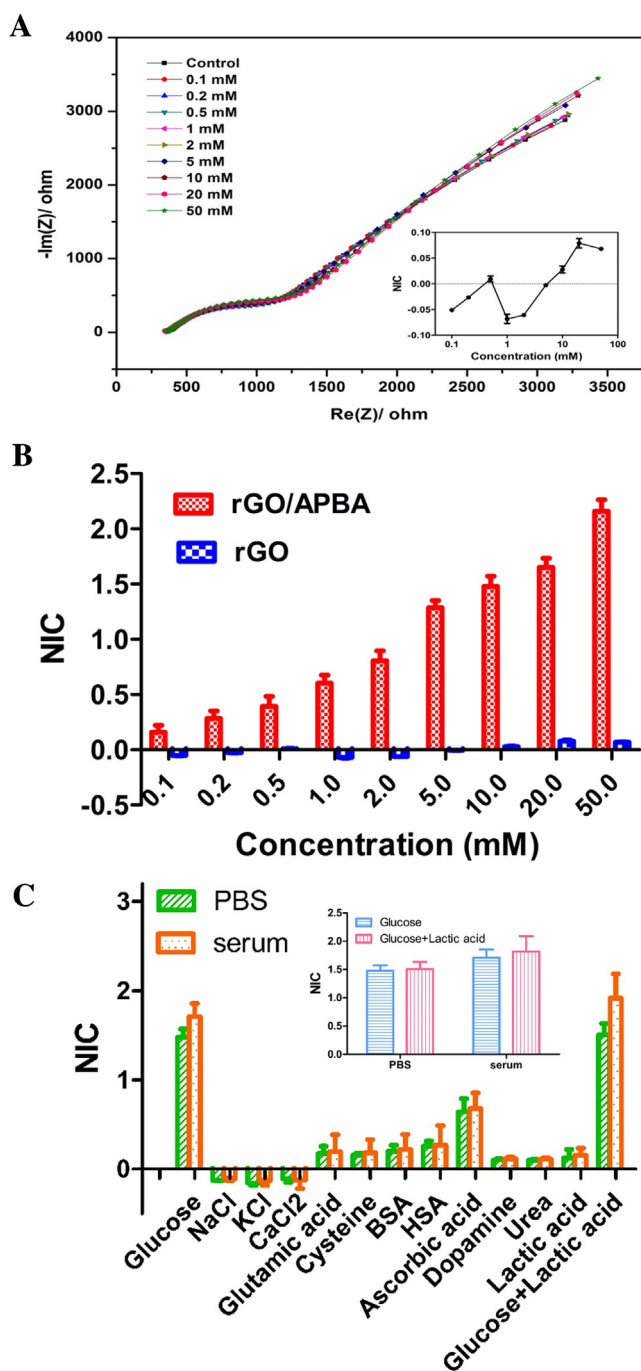 A
4000
3000
2000
1000
0
-Im(Z)/ ohm
Control
0.1 mM
0.2 mM
0.5 mM
1 mM
2 mM
5 mM
10 mM
20 mM
50 mM
0.10
0.05
0.00
-0.05
-0.10
NIC
0.1 1 10 100
Concentration (mM)
0 250 500 750 1000 1250 1500 1750 2000 2250 2500 2750 3000 3250 3500
Re(Z)/ ohm
B
2.5
2.0
1.5
1.0
0.5
0.0
-0.5
NIC
rGO/APBA
rGO
0.1 0.2 0.5 1.0 2.0 5.0 10.0 20.0 50.0
Concentration (mM)
C
3
2
1
0
NIC
PBS
serum
2.5
2.0
1.5
1.0
0.5
0.0
NIC
Glucose
Glucose+Lactic acid
PBS serum
Glucose
NaCl
KCl
CaCl2
Glutamic acid
Cysteine
BSA
HSA
Ascorbic acid
Dopamine
Urea
Lactic acid
Glucose+Lactic acid